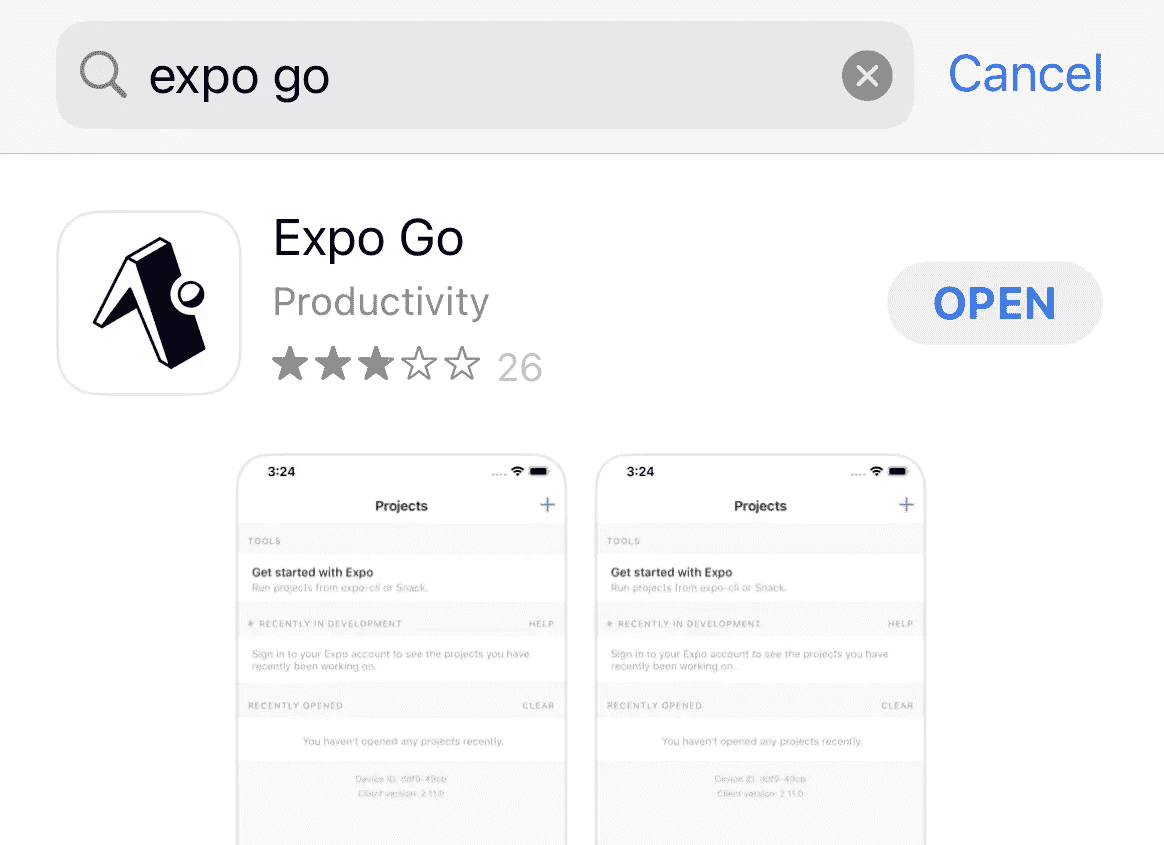 expo go
Cancel
Expo Go
Productivity
OPEN
26
3:24
Projects
TOOLS
Get started with Expo
Run projects from expo-cli or Snack.
RECENTLY IN DEVELOPMENT HELP
Sign in to your Expo account to see the projects you have
recently been working on.
RECENTLY OPENED CLEAR
You haven't opened any projects recently.
Device ID: ddf9-49cb
Client version: 2.11.0
3:24
Projects
TOOLS
Get started with Expo
Run projects from expo-cli or Snack.
RECENTLY IN DEVELOPMENT HELP
Sign in to your Expo account to see the projects you have
recently been working on.
RECENTLY OPENED CLEAR
You haven't opened any projects recently.
Device ID: ddf9-49cb
Client version: 2.11.0